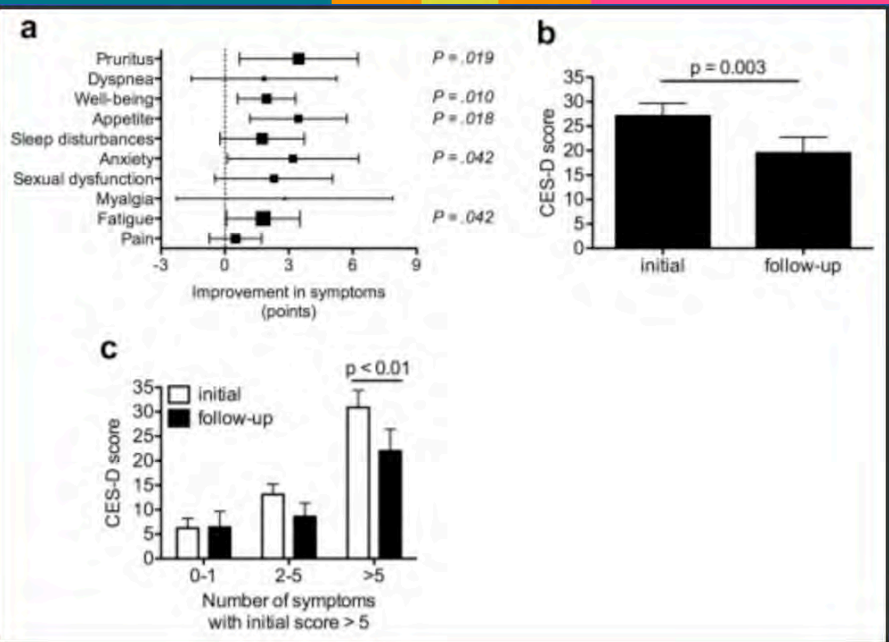 a
Pruritus P = .019
Dyspnea
Well-being P = .010
Appetite P = .018
Sleep disturbances
Anxiety P = .042
Sexual dysfunction
Myalgia
Fatigue P = .042
Pain
-3 0 3 6 9
Improvement in symptoms
(points)
b
p = 0.003
35
30
25
20
15
10
5
0
CES-D score
initial follow-up
c
p < 0.01
35
30
25
20
15
10
5
0
CES-D score
initial
follow-up
0-1 2-5 >5
Number of symptoms
with initial score > 5